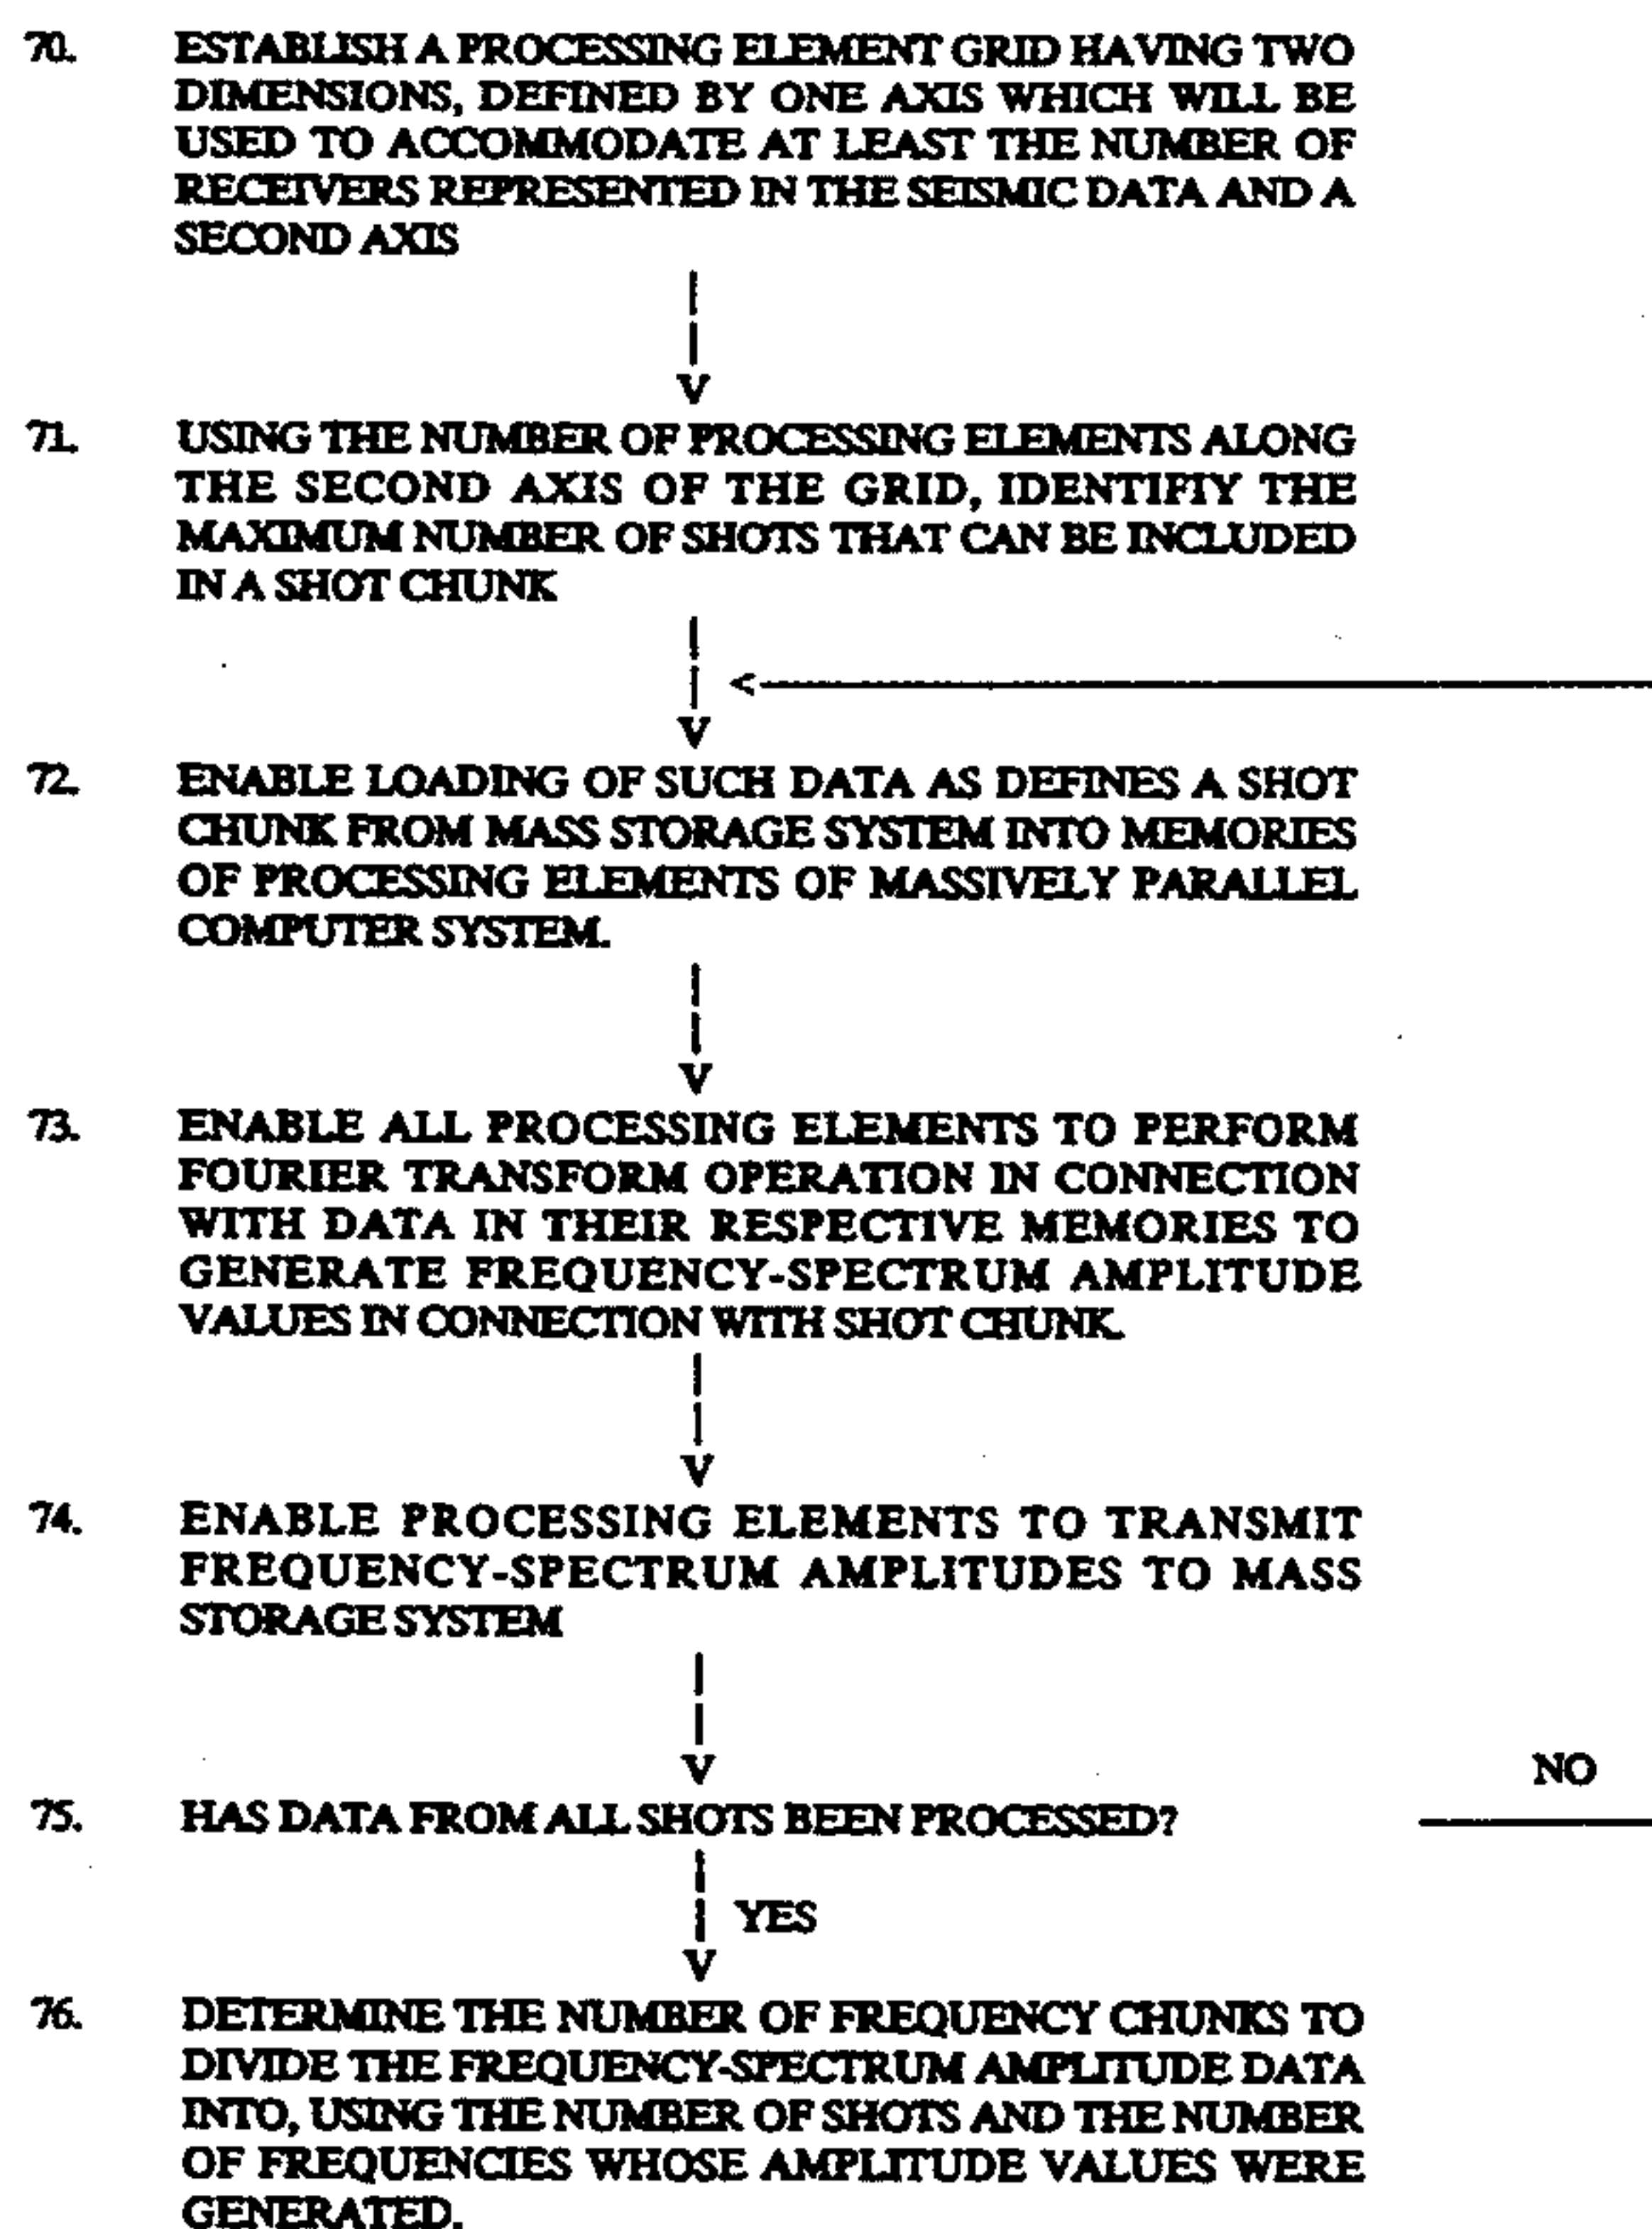 70. ESTABLISH A PROCESSING ELEMENT GRID HAVING TWO
DIMENSIONS, DEFINED BY ONE AXIS WHICH WILL BE
USED TO ACCOMMODATE AT LEAST THE NUMBER OF
RECEIVERS REPRESENTED IN THE SEISMIC DATA AND A
SECOND AXIS
71. USING THE NUMBER OF PROCESSING ELEMENTS ALONG
THE SECOND AXIS OF THE GRID, IDENTIFIY THE
MAXIMUM NUMBER OF SHOTS THAT CAN BE INCLUDED
IN A SHOT CHUNK
72. ENABLE LOADING OF SUCH DATA AS DEFINES A SHOT
CHUNK FROM MASS STORAGE SYSTEM INTO MEMORIES
OF PROCESSING ELEMENTS OF MASSIVELY PARALLEL
COMPUTER SYSTEM.
73. ENABLE ALL PROCESSING ELEMENTS TO PERFORM
FOURIER TRANSFORM OPERATION IN CONNECTION
WITH DATA IN THEIR RESPECTIVE MEMORIES TO
GENERATE FREQUENCY-SPECTRUM AMPLITUDE
VALUES IN CONNECTION WITH SHOT CHUNK.
74. ENABLE PROCESSING ELEMENTS TO TRANSMIT
FREQUENCY-SPECTRUM AMPLITUDES TO MASS
STORAGE SYSTEM
NO
75. HAS DATA FROM ALL SHOTS BEEN PROCESSED?
YES
76. DETERMINE THE NUMBER OF FREQUENCY CHUNKS TO
DIVIDE THE FREQUENCY-SPECTRUM AMPLITUDE DATA
INTO, USING THE NUMBER OF SHOTS AND THE NUMBER
OF FREQUENCIES WHOSE AMPLITUDE VALUES WERE
GENERATED.